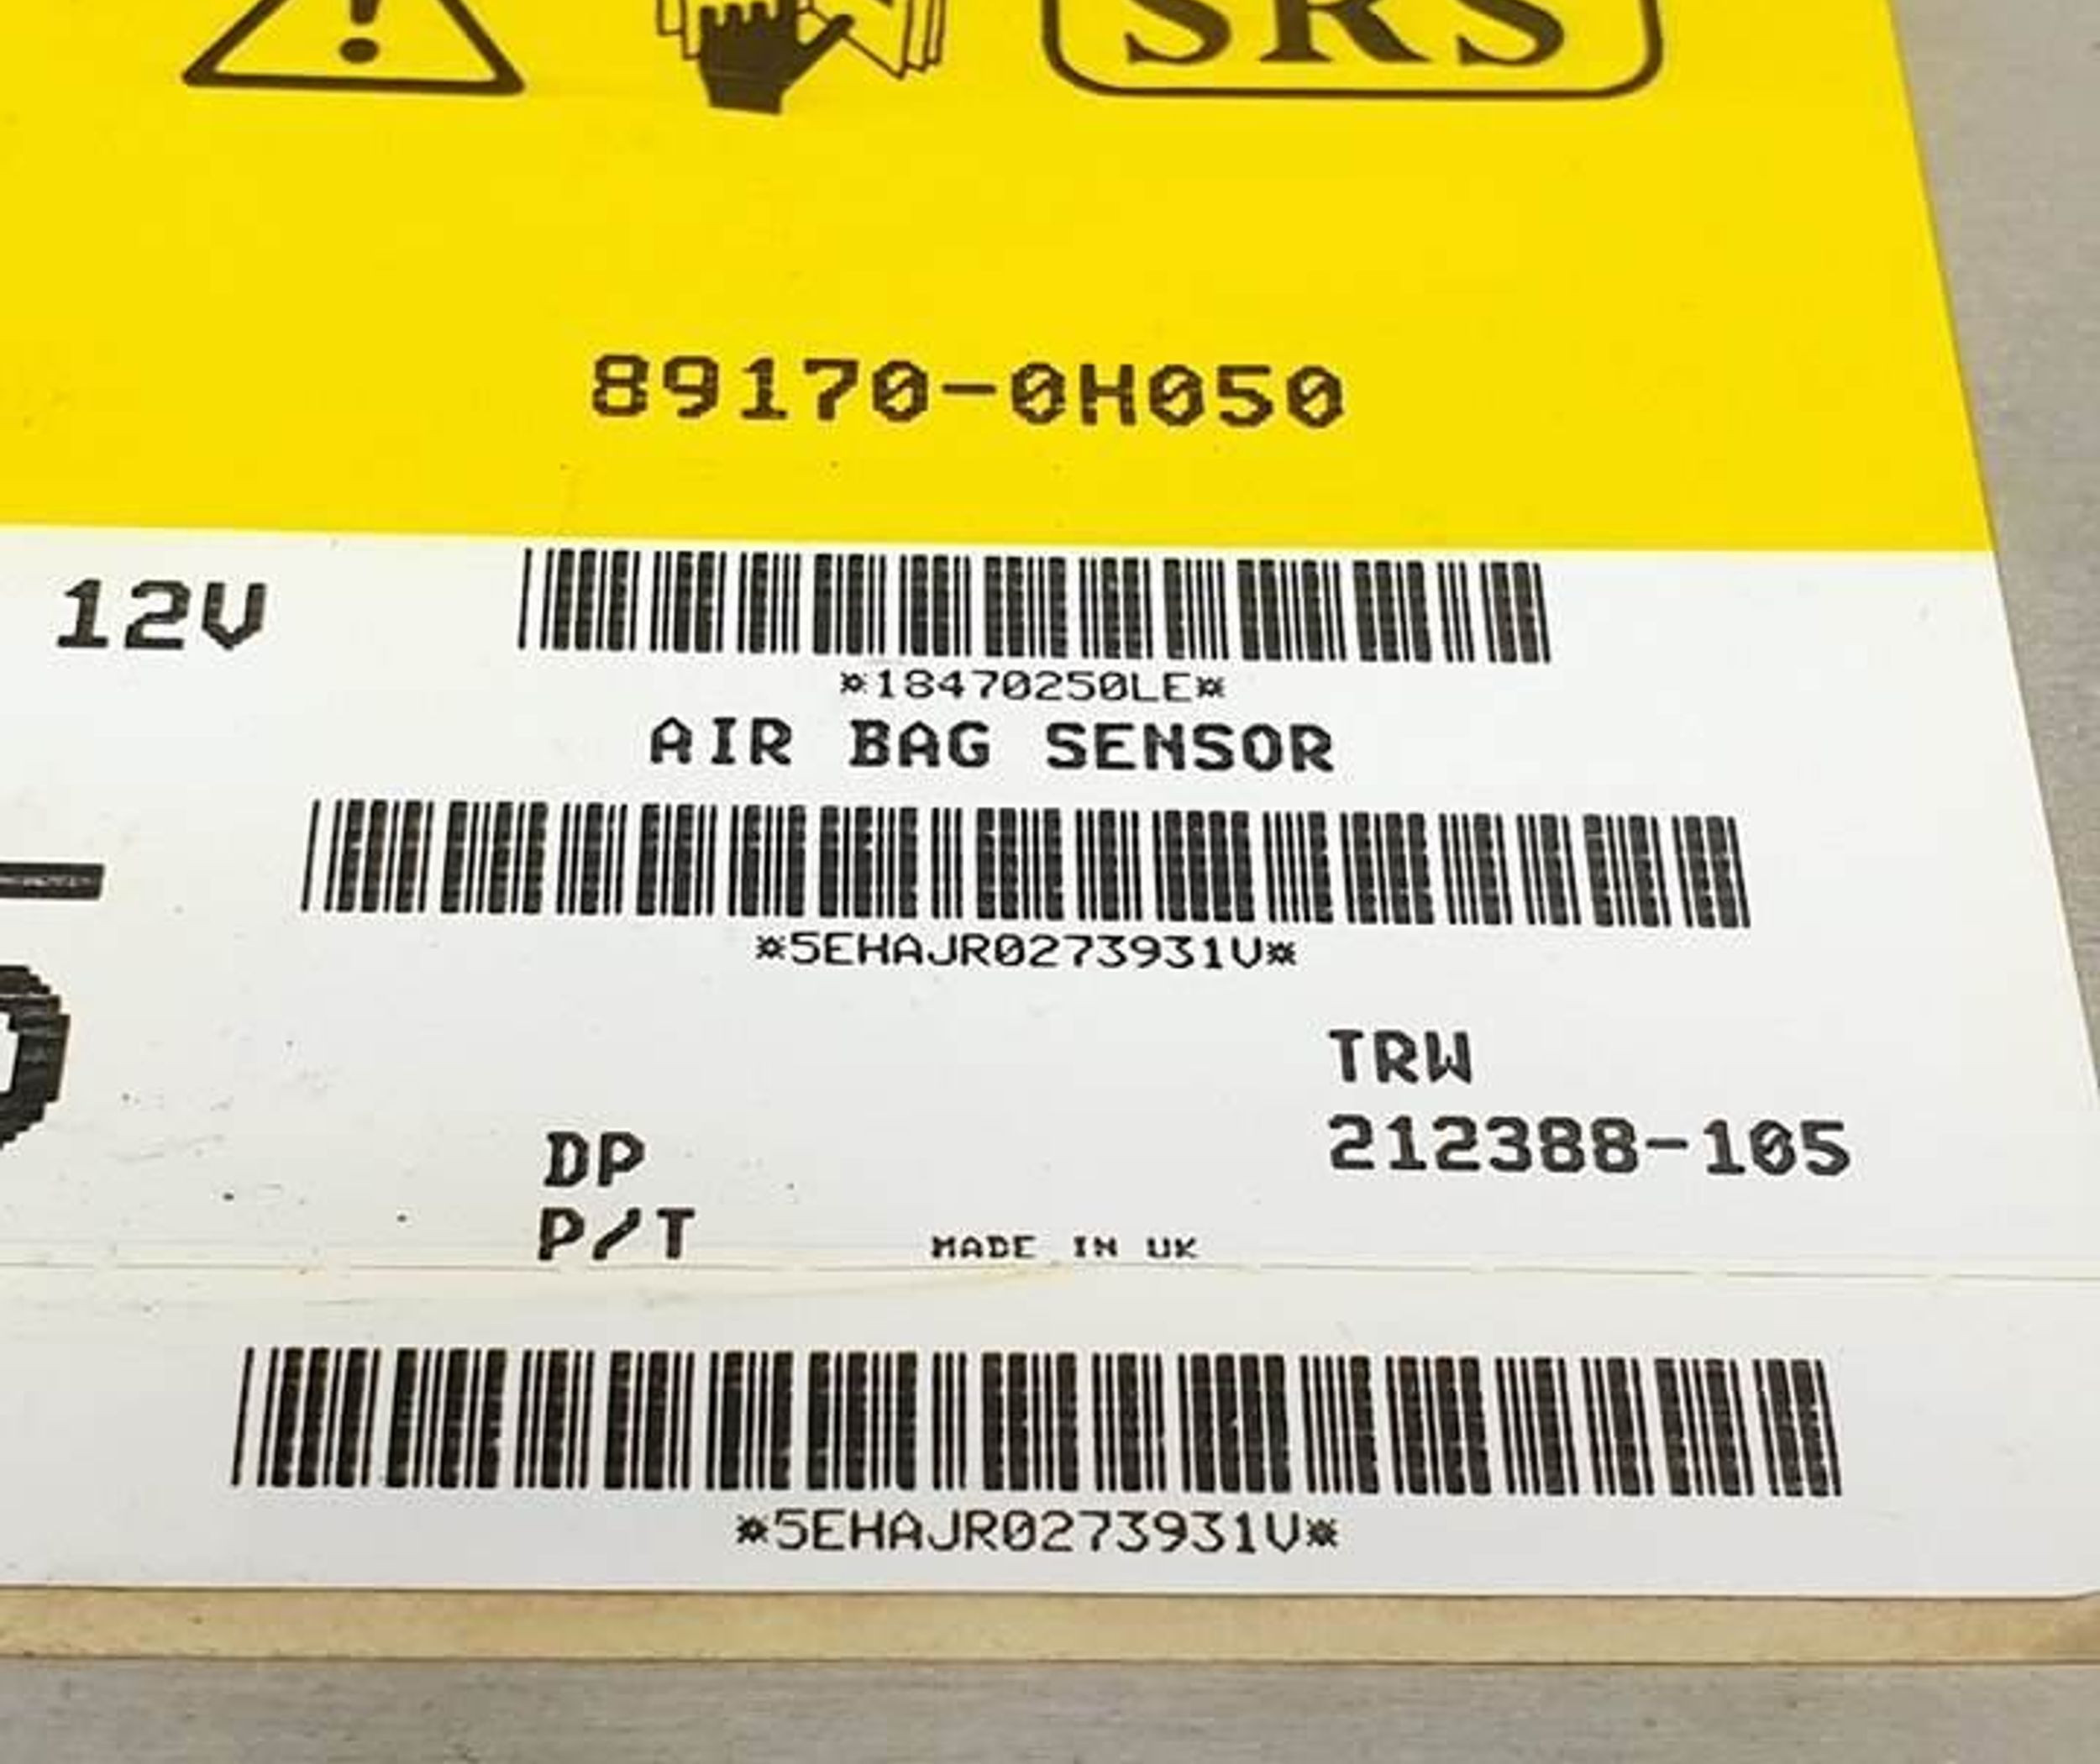 SRS
89170-0H050
12V
*18470250LE*
AIR BAG SENSOR
*5EHAJR0273931V*
TRW
212388-105
DP
P/T
MADE IN UK
*5EHAJR0273931V*